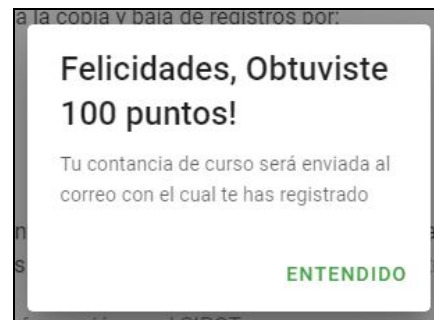 a la copia y baja de registros por:
Felicidades, Obtuviste
100 puntos!
Tu contancia de curso será enviada al
correo con el cual te has registrado
ENTENDIDO